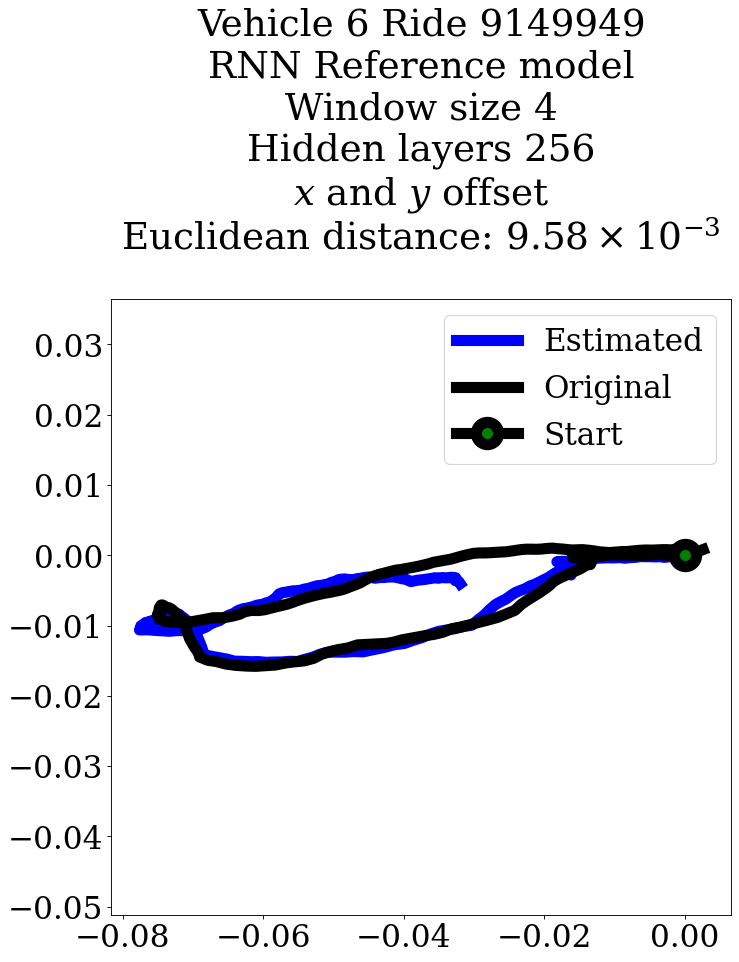 Vehicle 6 Ride 9149949
RNN Reference model
Window size 4
Hidden layers 256
x and y offset
Euclidean distance: 9.58 × 10⁻³
Estimated
Original
Start
0.03
0.02
0.01
0.00
−0.01
−0.02
−0.03
−0.04
−0.05
−0.08 −0.06 −0.04 −0.02 0.00